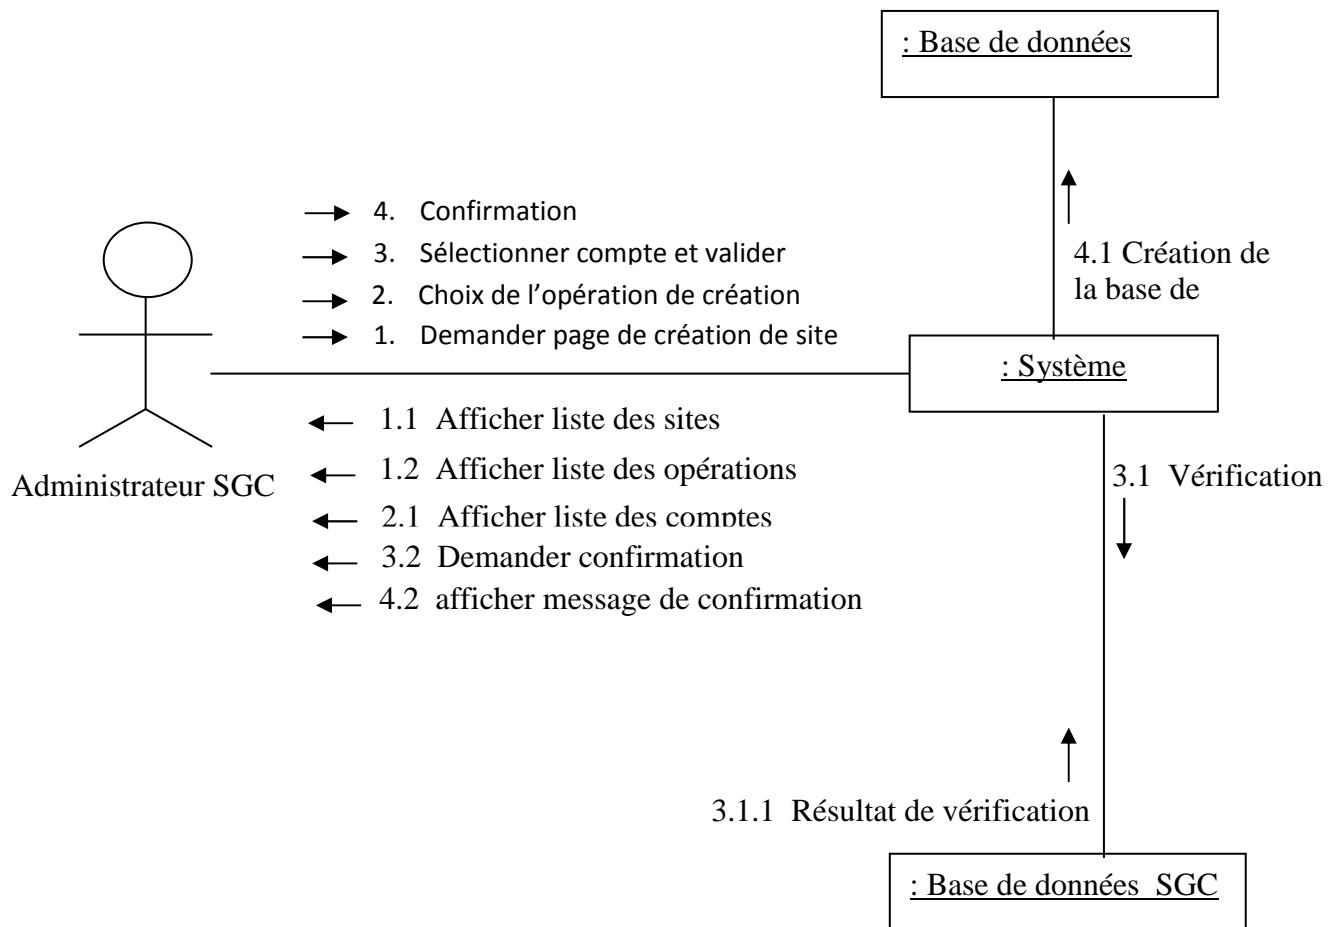 : Base de données
4. Confirmation
3. Sélectionner compte et valider
4.1 Création de
la base de
2. Choix de l’opération de création
1. Demander page de création de site
: Système
1.1 Afficher liste des sites
1.2 Afficher liste des opérations
3.1 Vérification
Administrateur SGC
2.1 Afficher liste des comptes
3.2 Demander confirmation
4.2 afficher message de confirmation
3.1.1 Résultat de vérification
: Base de données SGC